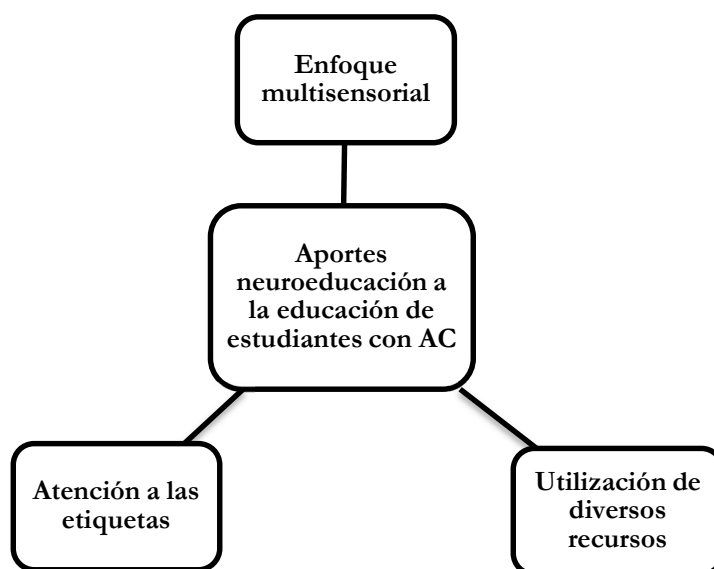 Enfoque
multisensorial
Aportes
neuroeducación a
la educación de
estudiantes con AC
Atención a las
etiquetas
Utilización de
diversos
recursos